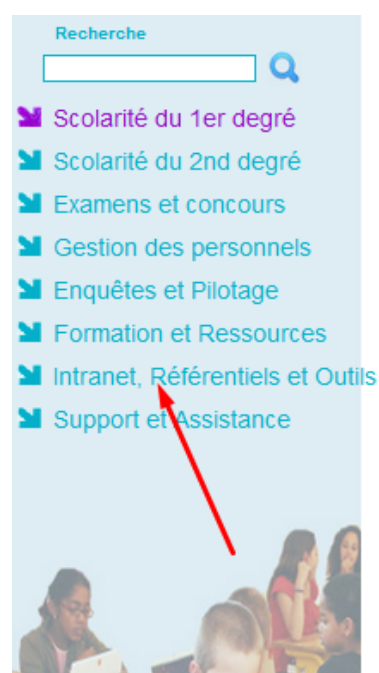 Recherche
Scolarité du 1er degré
Scolarité du 2nd degré
Examens et concours
Gestion des personnels
Enquêtes et Pilotage
Formation et Ressources
Intranet, Référentiels et Outils
Support et Assistance